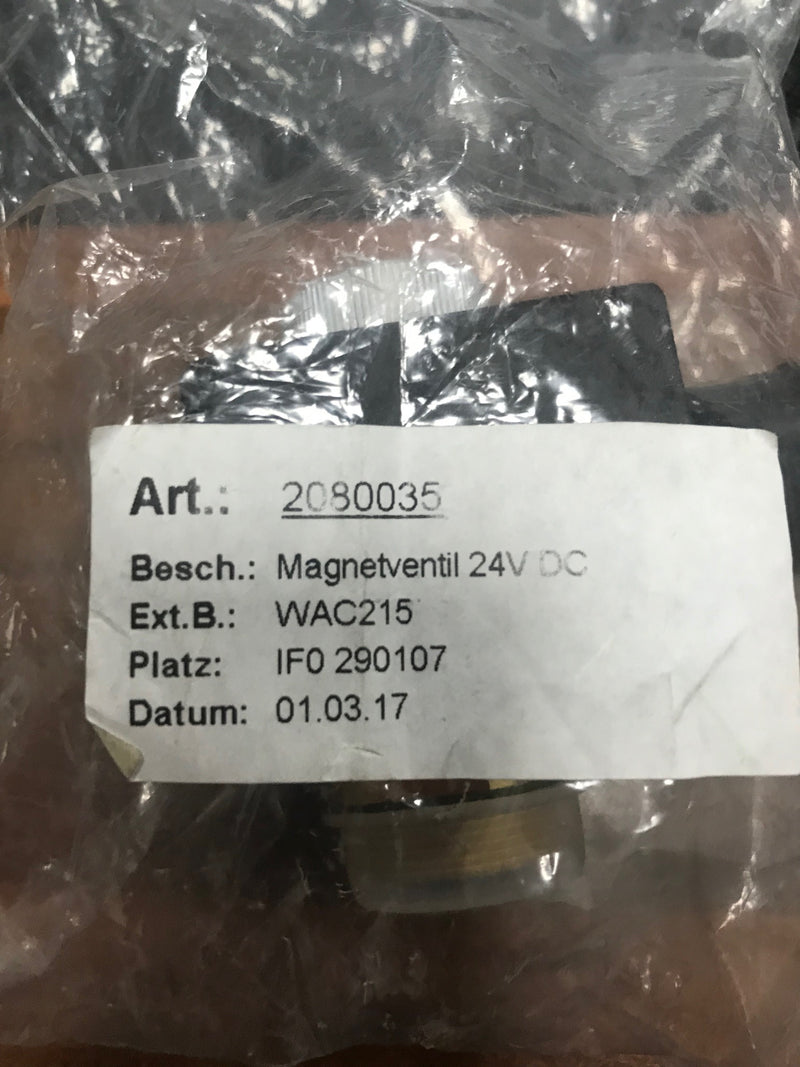 Art.: 2080035
Besch.: Magnetventil 24V DC
Ext.B.: WAC215
Platz: IF0 290107
Datum: 01.03.17